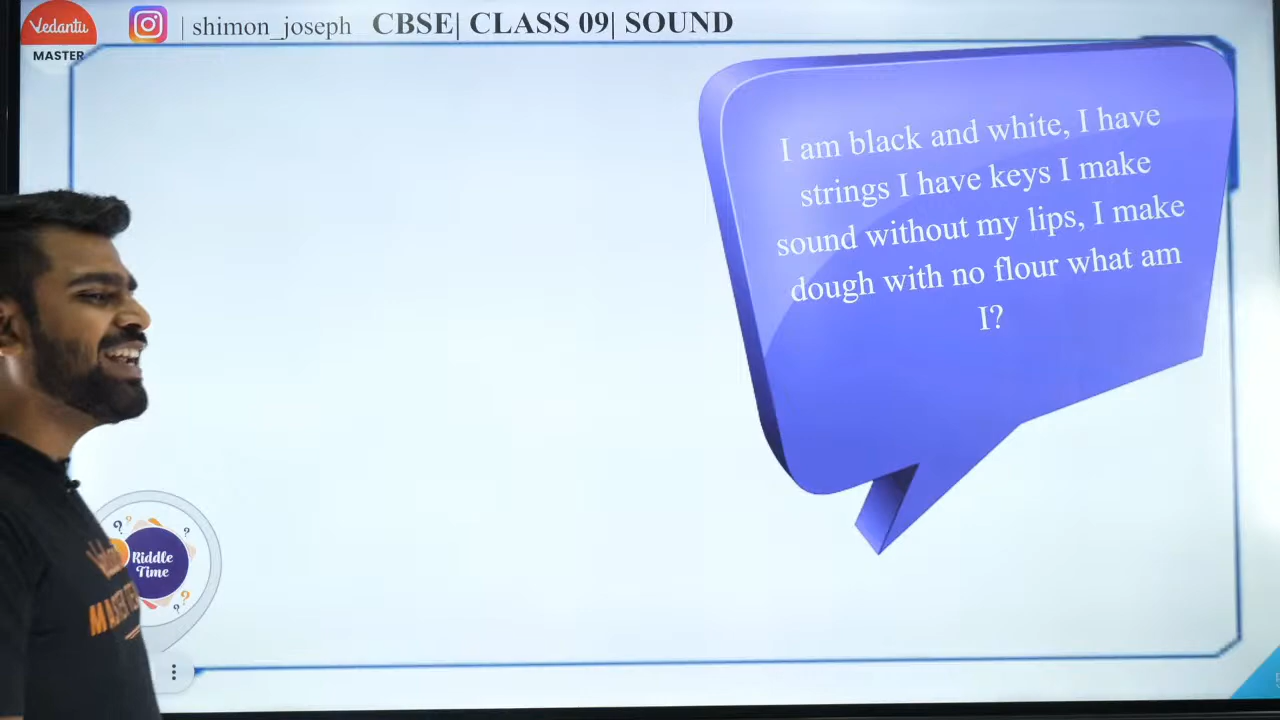 Vedantu
MASTER
| shimon_joseph
CBSE| CLASS 09| SOUND
I am black and white, I have
strings I have keys I make
sound without my lips, I make
dough with no flour what am
I?
Riddle
Time